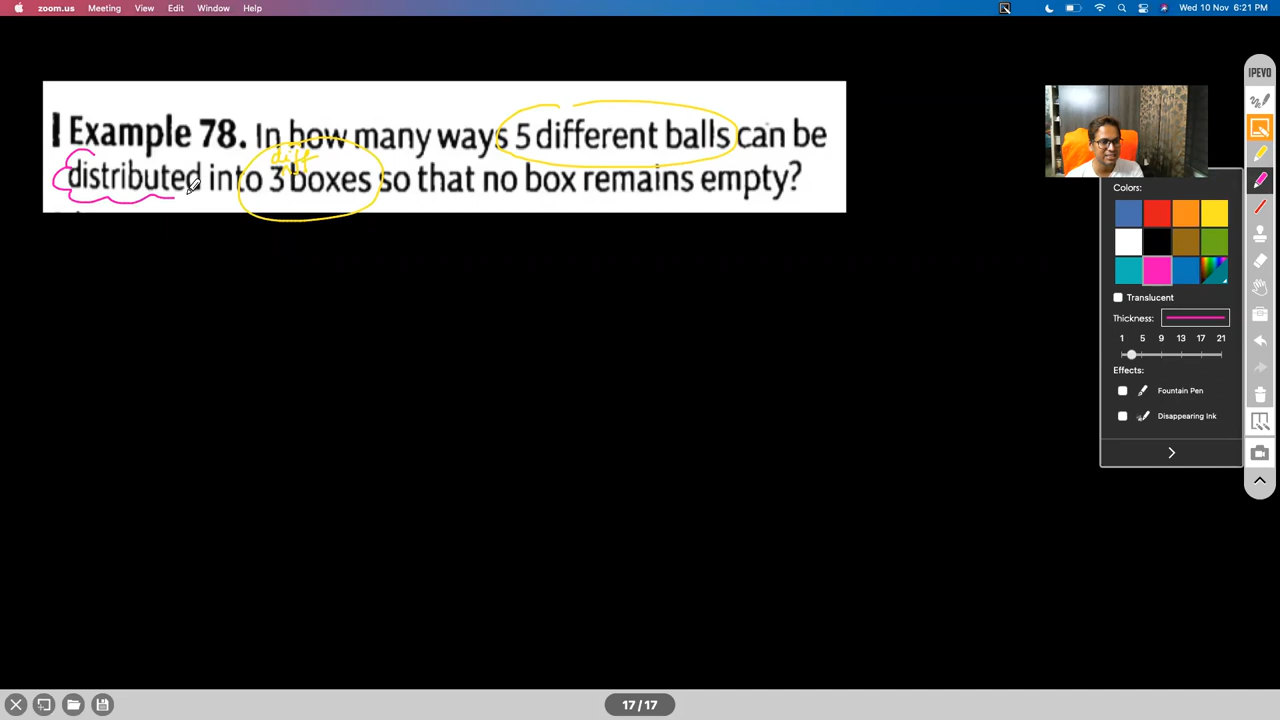 zoom.us Meeting View Edit Window Help Wed 10 Nov 6:21 PM
Example 78. In how many ways 5 different balls can be
diff
distributed into 3 boxes so that no box remains empty?
IPEVO
Colors:
Translucent
Thickness:
1 5 9 13 17 21
Effects:
Fountain Pen
Disappearing Ink
17 / 17